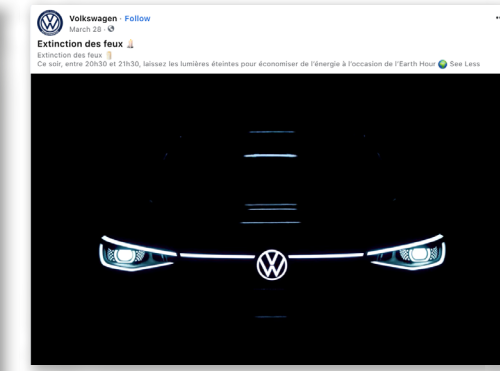 Volkswagen · Follow
March 28 ·
Extinction des feux
Extinction des feux
Ce soir, entre 20h30 et 21h30, laissez les lumières éteintes pour économiser de l'énergie à l'occasion de l'Earth Hour 🌍 See Less